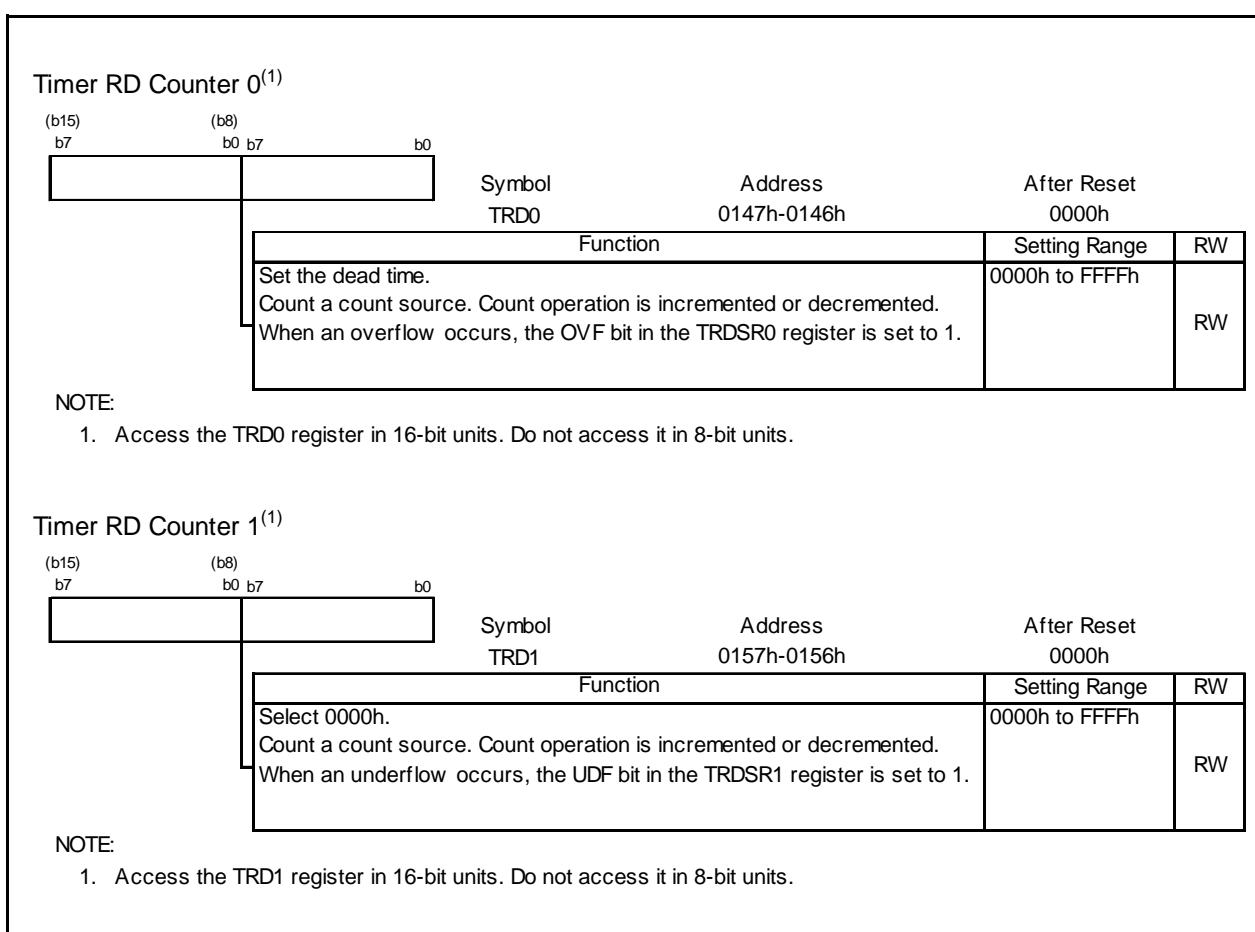 Timer RD Counter 0(1)
(b15) (b8)
b7 b0 b7 b0
Symbol Address After Reset
TRD0 0147h-0146h 0000h
Function Setting Range RW
Set the dead time. 0000h to FFFFh
Count a count source. Count operation is incremented or decremented.
When an overflow occurs, the OVF bit in the TRDSR0 register is set to 1. RW
NOTE:
1. Access the TRD0 register in 16-bit units. Do not access it in 8-bit units.
Timer RD Counter 1(1)
(b15) (b8)
b7 b0 b7 b0
Symbol Address After Reset
TRD1 0157h-0156h 0000h
Function Setting Range RW
Select 0000h. 0000h to FFFFh
Count a count source. Count operation is incremented or decremented.
When an underflow occurs, the UDF bit in the TRDSR1 register is set to 1. RW
NOTE:
1. Access the TRD1 register in 16-bit units. Do not access it in 8-bit units.